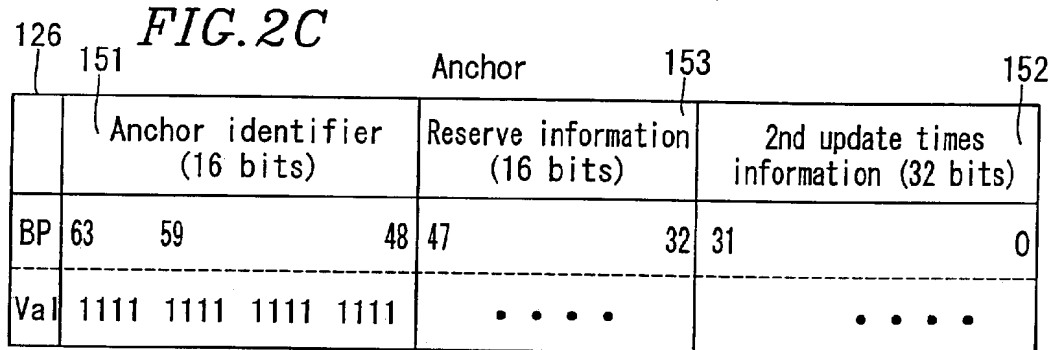 FIG. 2C
126
151
Anchor
153
152
Anchor identifier
(16 bits)
Reserve information
(16 bits)
2nd update times
information (32 bits)
BP 63 59 48 47 32 31 0
Val 1111 1111 1111 1111 • • • • • • • •